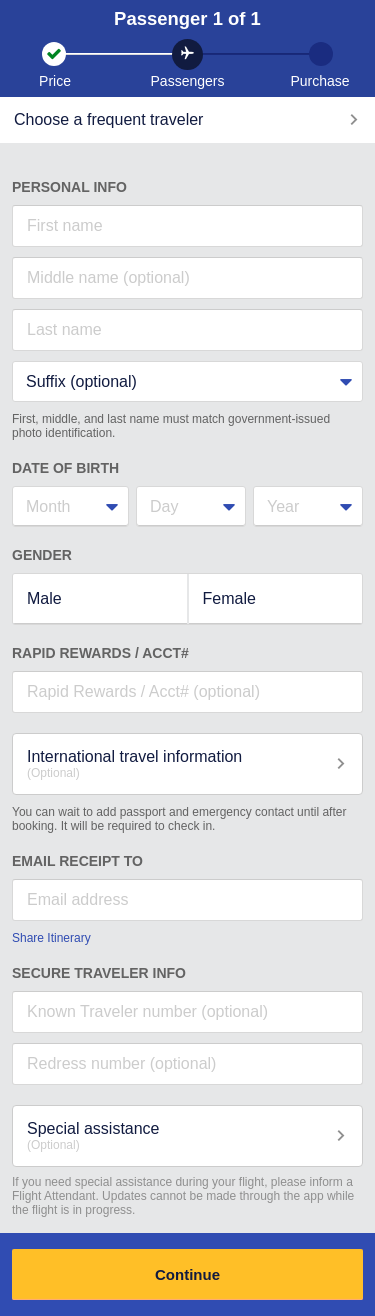 Passenger 1 of 1
Price
Passengers
Purchase
Choose a frequent traveler
PERSONAL INFO
First name
Middle name (optional)
Last name
Suffix (optional)
First, middle, and last name must match government-issued
photo identification.
DATE OF BIRTH
Month
Day
Year
GENDER
Male
Female
RAPID REWARDS / ACCT#
Rapid Rewards / Acct# (optional)
International travel information
(Optional)
You can wait to add passport and emergency contact until after
booking. It will be required to check in.
EMAIL RECEIPT TO
Email address
Share Itinerary
SECURE TRAVELER INFO
Known Traveler number (optional)
Redress number (optional)
Special assistance
(Optional)
If you need special assistance during your flight, please inform a
Flight Attendant. Updates cannot be made through the app while
the flight is in progress.
Continue